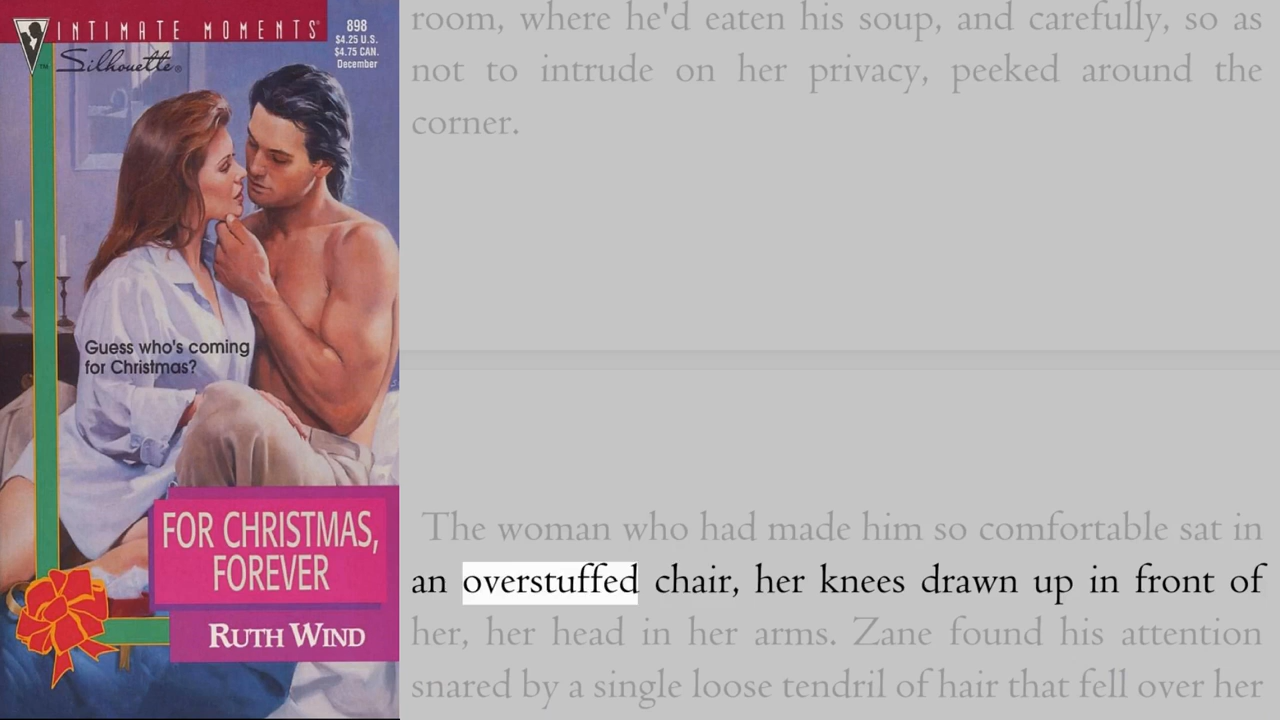 INTIMATE MOMENTS®
898
$4.25 U.S.
$4.75 CAN.
December
™ Silhouette®
Guess who's coming
for Christmas?
FOR CHRISTMAS,
FOREVER
RUTH WIND
room, where he'd eaten his soup, and carefully, so as
not to intrude on her privacy, peeked around the
corner.
The woman who had made him so comfortable sat in
an overstuffed chair, her knees drawn up in front of
her, her head in her arms. Zane found his attention
snared by a single loose tendril of hair that fell over her